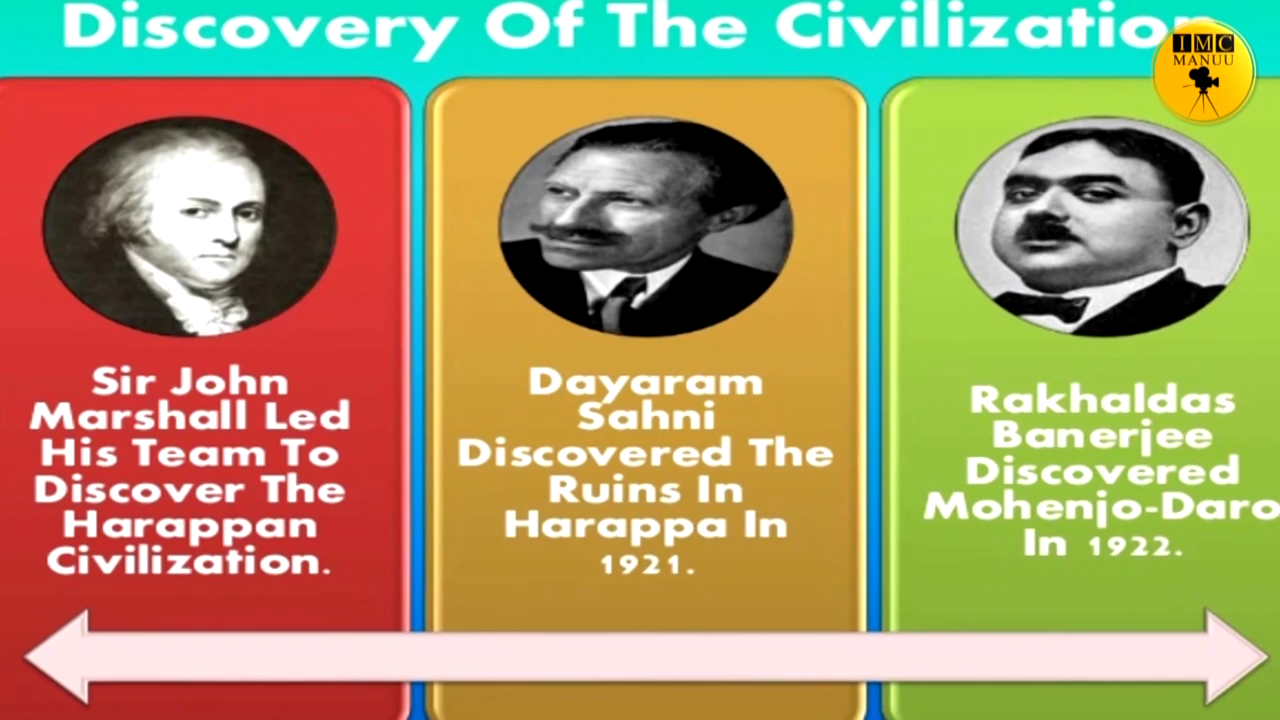 Discovery Of The Civilization
IMC
MANUU
Sir John
Marshall Led
His Team To
Discover The
Harappan
Civilization.
Dayaram
Sahni
Discovered The
Ruins In
Harappa In
1921.
Rakhaldas
Banerjee
Discovered
Mohenjo-Daro
In 1922.